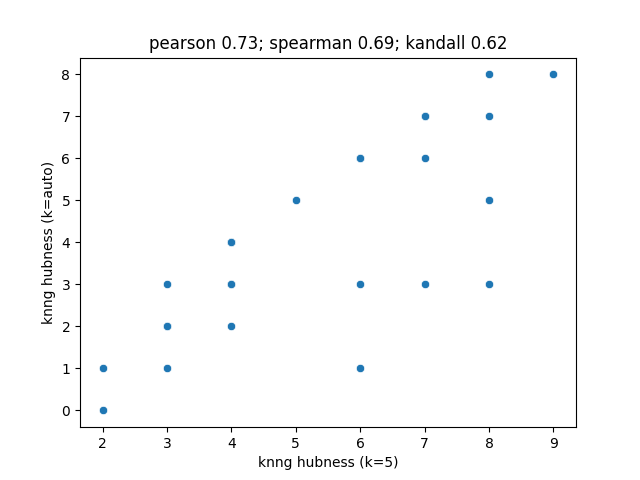 pearson 0.73; spearman 0.69; kandall 0.62
8
7
6
5
4
3
2
1
0
knng hubness (k=auto)
2 3 4 5 6 7 8 9
knng hubness (k=5)